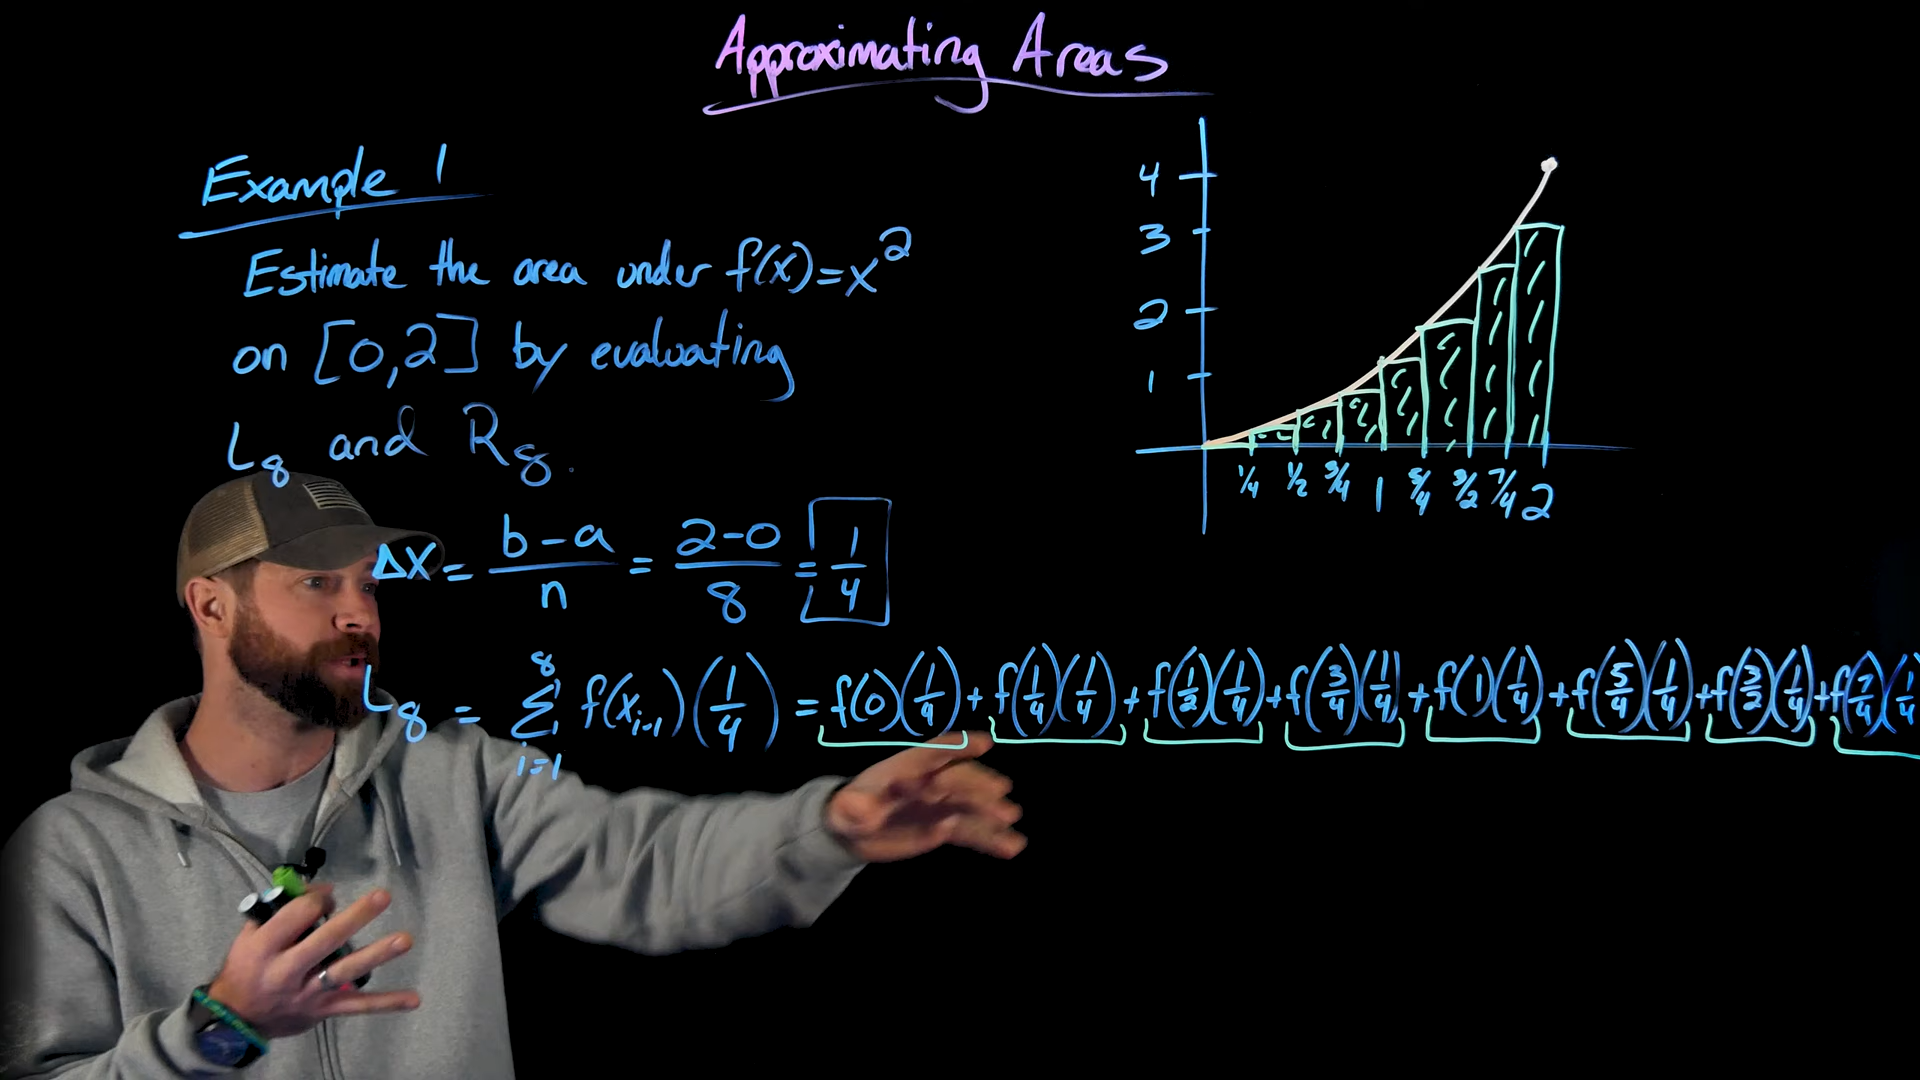 Approximating Areas
Example 1
Estimate the area under f(x)=x²
on [0,2] by evaluating
L₈ and R₈.
Δx = (b-a)/n = (2-0)/8 = 1/4
L₈ = ∑_{i=1}^{8} f(x_{i-1})(1/4) = f(0)(1/4) + f(1/4)(1/4) + f(1/2)(1/4) + f(3/4)(1/4) + f(1)(1/4) + f(5/4)(1/4) + f(3/2)(1/4) + f(7/4)(1/4
4
3
2
1
1/4 1/2 3/4 1 5/4 3/2 7/4 2